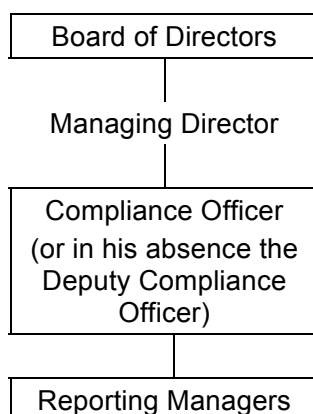 Board of Directors
Managing Director
Compliance Officer
(or in his absence the
Deputy Compliance
Officer)
Reporting Managers